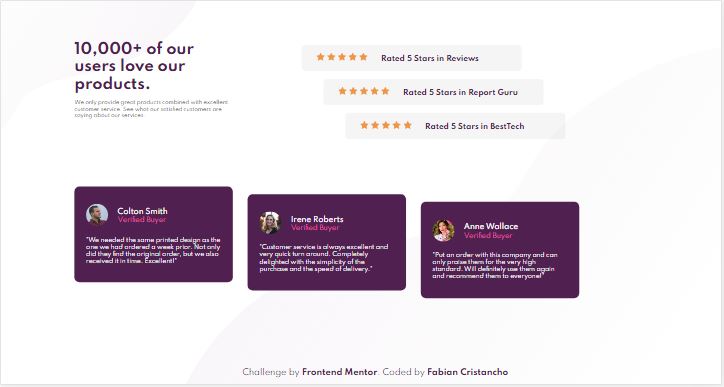 10,000+ of our
users love our
products.
We only provide great products combined with excellent
customer service. See what our satisfied customers are
saying about our services.
Rated 5 Stars in Reviews
Rated 5 Stars in Report Guru
Rated 5 Stars in BestTech
Colton Smith
Verified Buyer
"We needed the same printed design as the
one we had ordered a week prior. Not only
did they find the original order, but we also
received it in time. Excellent!"
Irene Roberts
Verified Buyer
"Customer service is always excellent and
very quick turn around. Completely
delighted with the simplicity of the
purchase and the speed of delivery."
Anne Wallace
Verified Buyer
"Put an order with this company and can
only praise them for the very high
standard. Will definitely use them again
and recommend them to everyone!"
Challenge by Frontend Mentor. Coded by Fabian Cristancho